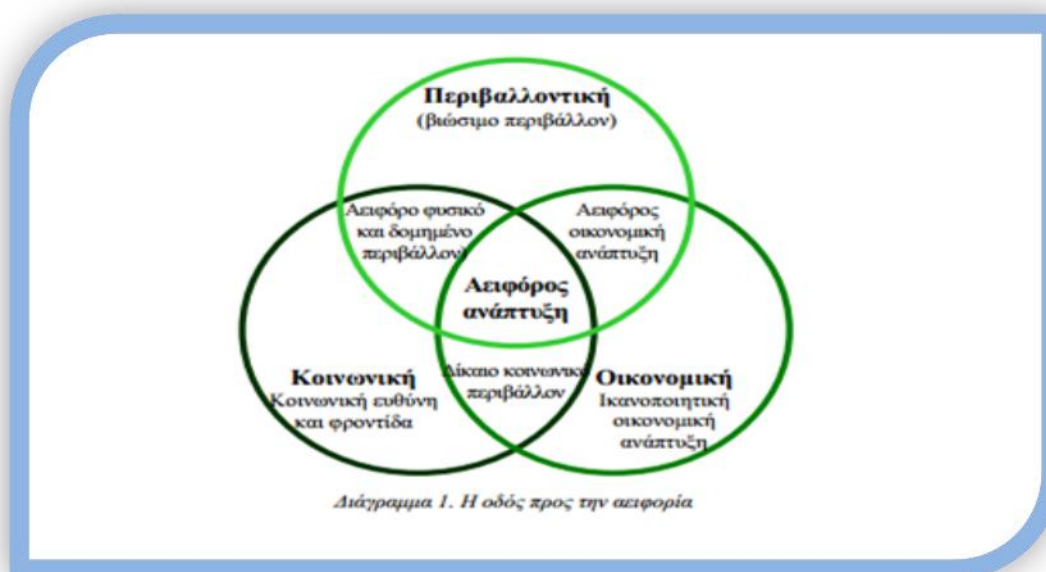 Περιβαλλοντική
(βιώσιμο περιβάλλον)
Αειφόρο φυσικό
και δομημένο
περιβάλλον)
Αειφόρος
οικονομική
ανάπτυξη
Αειφόρος
ανάπτυξη
Κοινωνική
Κοινωνική ευθύνη
και φροντίδα
Δίκαιο κοινωνικό
περιβάλλον
Οικονομική
Ικανοποιητική
οικονομική
ανάπτυξη
Διάγραμμα 1. Η οδός προς την αειφορία